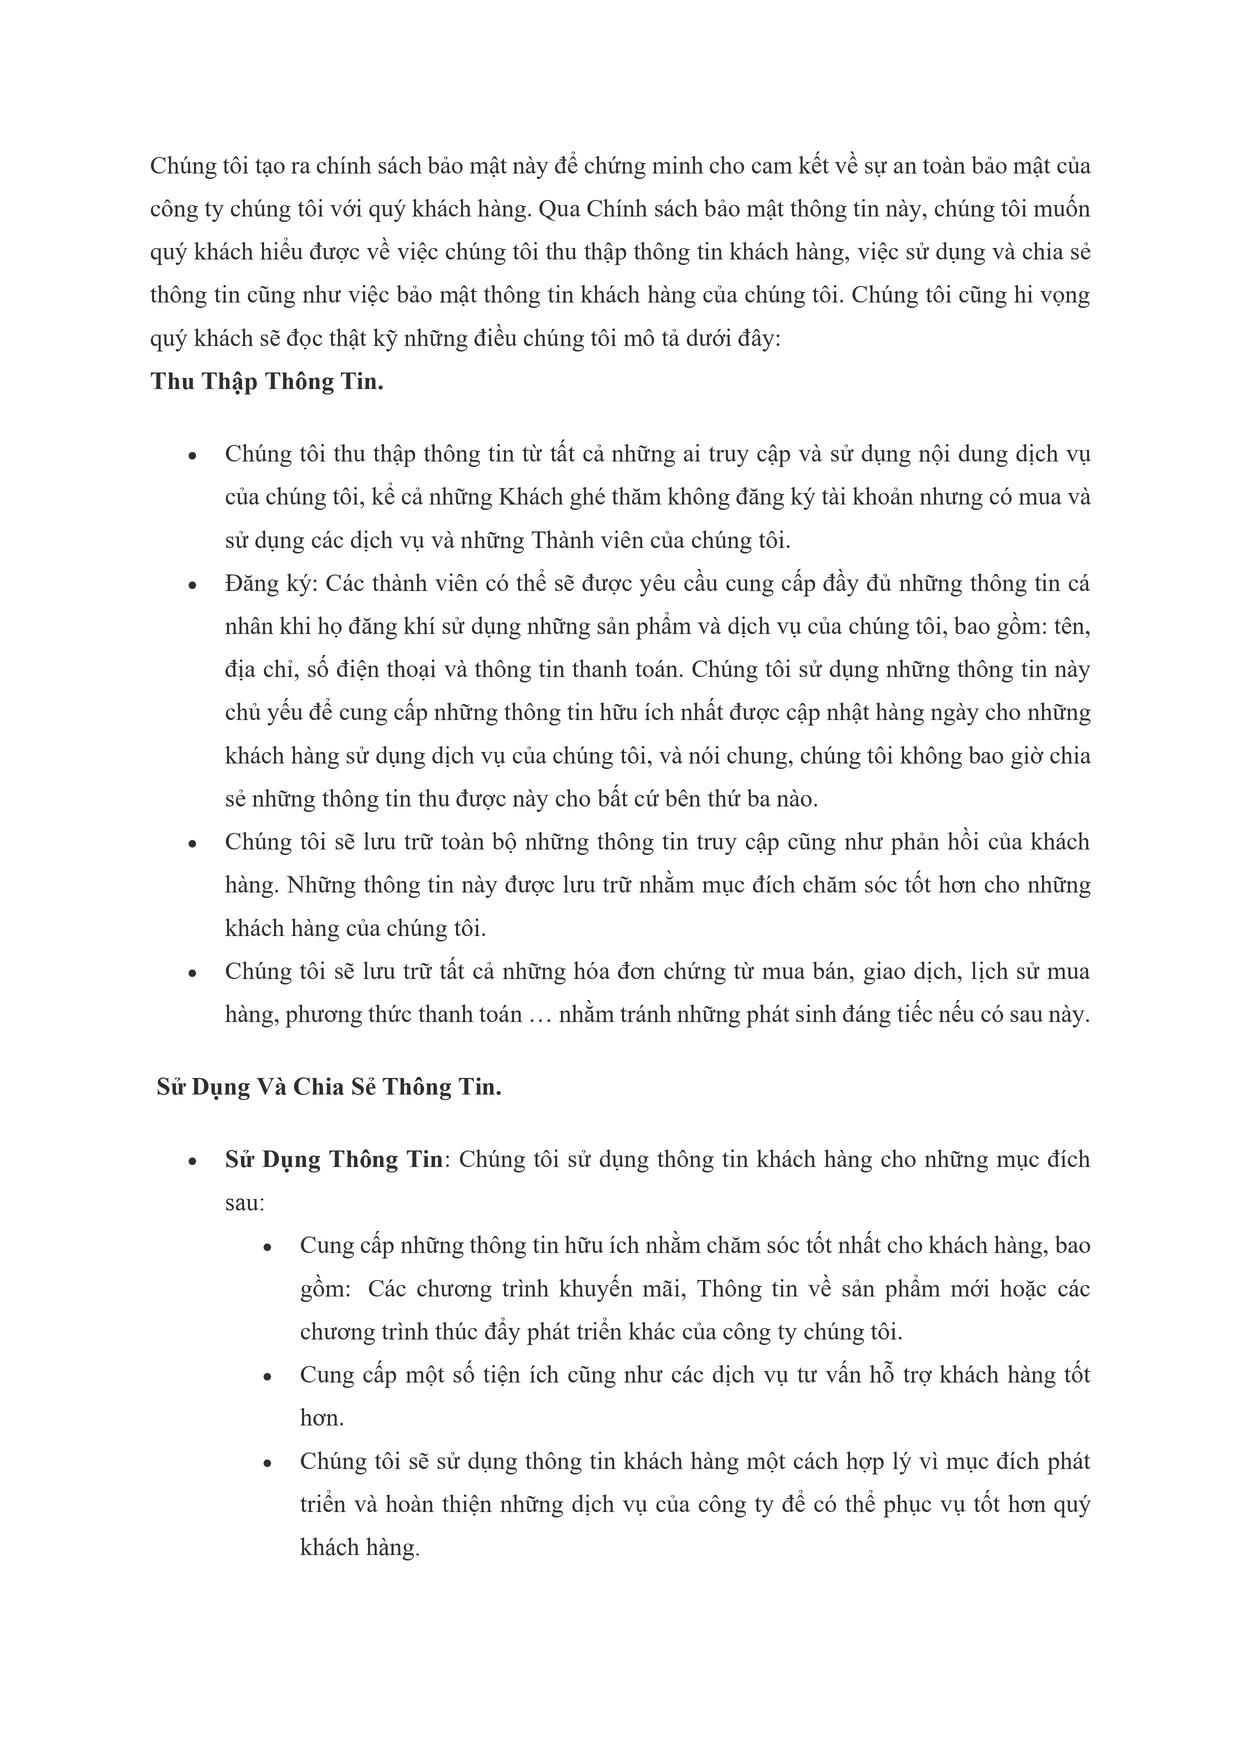 Chúng tôi tạo ra chính sách bảo mật này để chứng minh cho cam kết về sự an toàn bảo mật của
công ty chúng tôi với quý khách hàng. Qua Chính sách bảo mật thông tin này, chúng tôi muốn
quý khách hiểu được về việc chúng tôi thu thập thông tin khách hàng, việc sử dụng và chia sẻ
thông tin cũng như việc bảo mật thông tin khách hàng của chúng tôi. Chúng tôi cũng hi vọng
quý khách sẽ đọc thật kỹ những điều chúng tôi mô tả dưới đây:
Thu Thập Thông Tin.
• Chúng tôi thu thập thông tin từ tất cả những ai truy cập và sử dụng nội dung dịch vụ
của chúng tôi, kể cả những Khách ghé thăm không đăng ký tài khoản nhưng có mua và
sử dụng các dịch vụ và những Thành viên của chúng tôi.
• Đăng ký: Các thành viên có thể sẽ được yêu cầu cung cấp đầy đủ những thông tin cá
nhân khi họ đăng khí sử dụng những sản phẩm và dịch vụ của chúng tôi, bao gồm: tên,
địa chỉ, số điện thoại và thông tin thanh toán. Chúng tôi sử dụng những thông tin này
chủ yếu để cung cấp những thông tin hữu ích nhất được cập nhật hàng ngày cho những
khách hàng sử dụng dịch vụ của chúng tôi, và nói chung, chúng tôi không bao giờ chia
sẻ những thông tin thu được này cho bất cứ bên thứ ba nào.
• Chúng tôi sẽ lưu trữ toàn bộ những thông tin truy cập cũng như phản hồi của khách
hàng. Những thông tin này được lưu trữ nhằm mục đích chăm sóc tốt hơn cho những
khách hàng của chúng tôi.
• Chúng tôi sẽ lưu trữ tất cả những hóa đơn chứng từ mua bán, giao dịch, lịch sử mua
hàng, phương thức thanh toán … nhằm tránh những phát sinh đáng tiếc nếu có sau này.
Sử Dụng Và Chia Sẻ Thông Tin.
• Sử Dụng Thông Tin: Chúng tôi sử dụng thông tin khách hàng cho những mục đích
sau:
• Cung cấp những thông tin hữu ích nhằm chăm sóc tốt nhất cho khách hàng, bao
gồm: Các chương trình khuyến mãi, Thông tin về sản phẩm mới hoặc các
chương trình thúc đẩy phát triển khác của công ty chúng tôi.
• Cung cấp một số tiện ích cũng như các dịch vụ tư vấn hỗ trợ khách hàng tốt
hơn.
• Chúng tôi sẽ sử dụng thông tin khách hàng một cách hợp lý vì mục đích phát
triển và hoàn thiện những dịch vụ của công ty để có thể phục vụ tốt hơn quý
khách hàng.